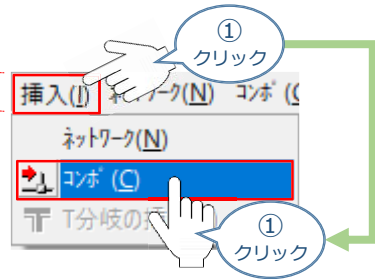 ①
クリック
挿入(I) ネットワーク(N) コンポ (C
ネットワーク(N)
コンポ (C)
T分岐の挿
①
クリック